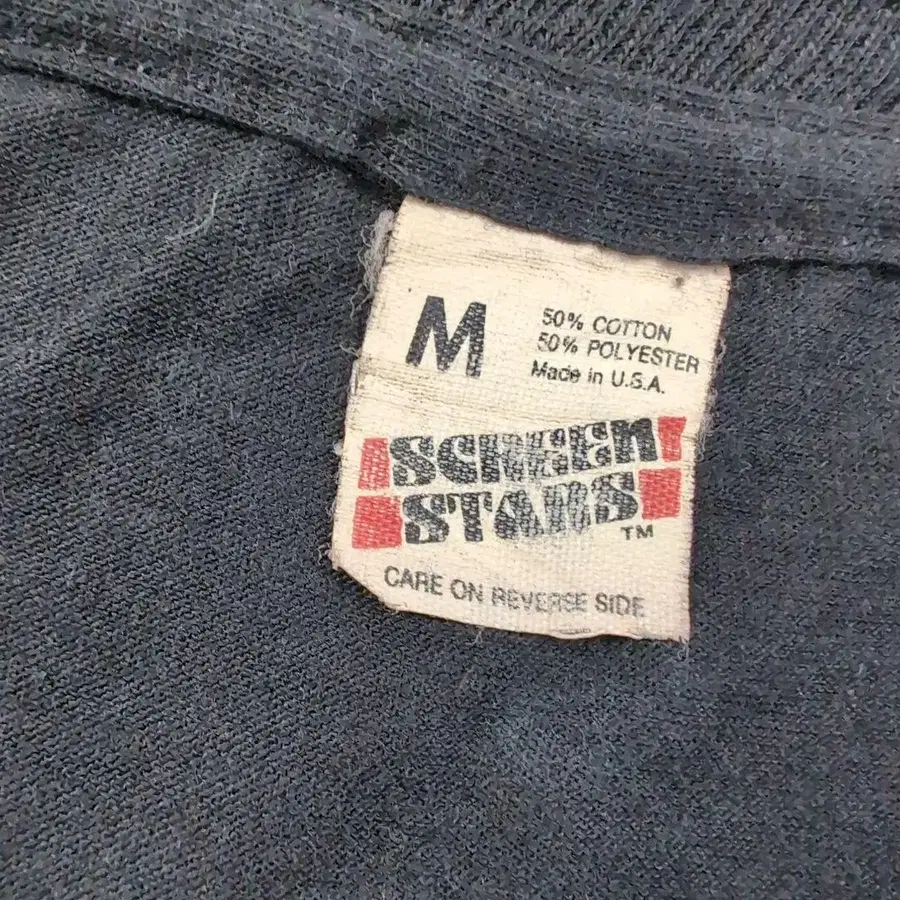 M
50% COTTON
50% POLYESTER
Made in U.S.A.
SCREEN
STARS
TM
CARE ON REVERSE SIDE